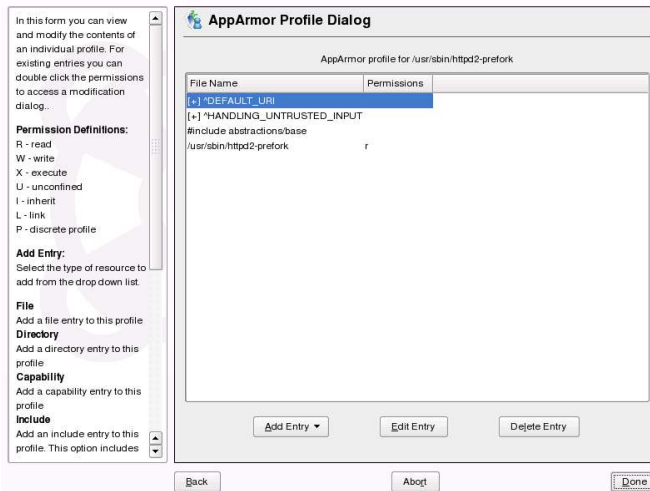 In this form you can view
and modify the contents of
an individual profile. For
existing entries you can
double click the permissions
to access a modification
dialog..
Permission Definitions:
R - read
W - write
X - execute
U - unconfined
I - inherit
L - link
P - discrete profile
Add Entry:
Select the type of resource to
add from the drop down list.
File
Add a file entry to this profile
Directory
Add a directory entry to this
profile
Capability
Add a capability entry to this
profile
Include
Add an include entry to this
profile. This option includes
AppArmor Profile Dialog
AppArmor profile for /usr/sbin/httpd2-prefork
File Name Permissions
[+] ^DEFAULT_URI
[+] ^HANDLING_UNTRUSTED_INPUT
#include abstractions/base
/usr/sbin/httpd2-prefork r
Add Entry Edit Entry Delete Entry
Back Abort Done